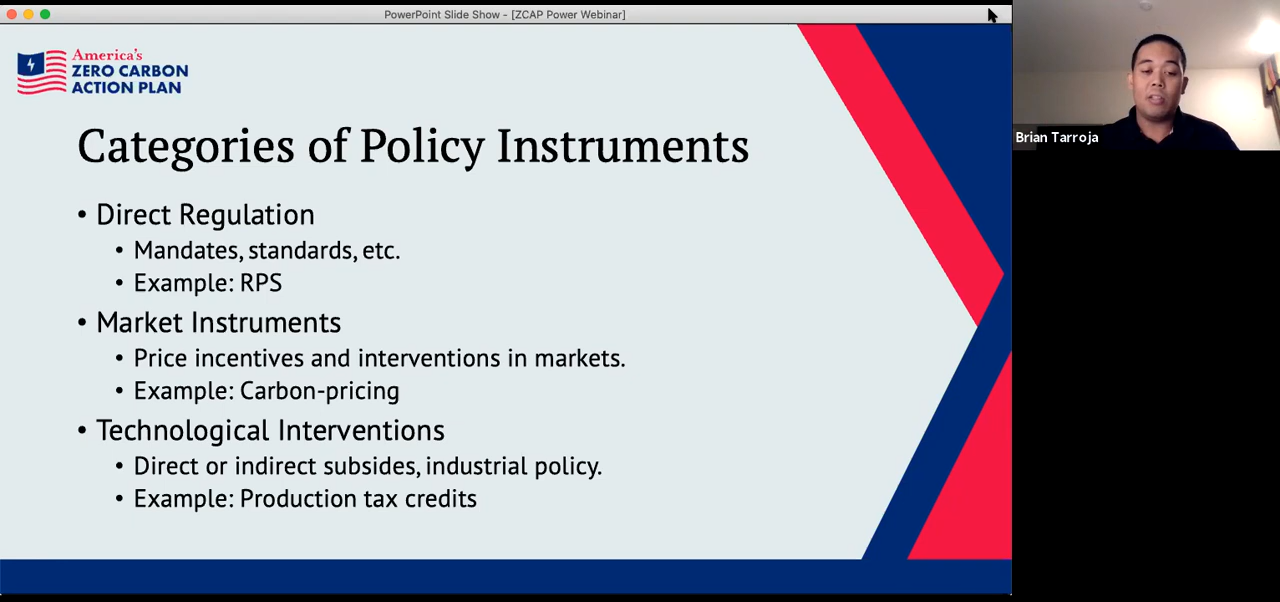 PowerPoint Slide Show - [ZCAP Power Webinar]
America's
ZERO CARBON
ACTION PLAN
Categories of Policy Instruments
• Direct Regulation
• Mandates, standards, etc.
• Example: RPS
• Market Instruments
• Price incentives and interventions in markets.
• Example: Carbon-pricing
• Technological Interventions
• Direct or indirect subsides, industrial policy.
• Example: Production tax credits
Brian Tarroja